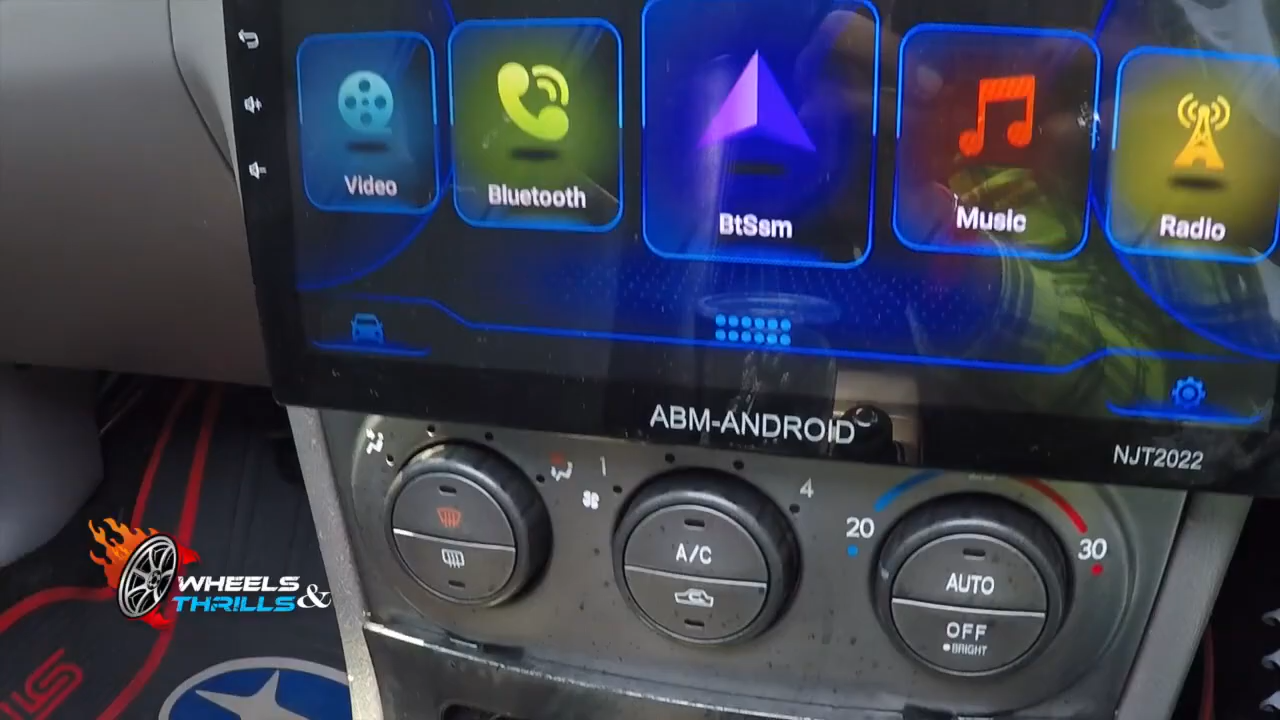 Video
Bluetooth
BtSsm
Music
Radio
ABM-ANDROID
NJT2022
1
4
20
30
A/C
AUTO
OFF
BRIGHT
WHEELS
THRILLS&